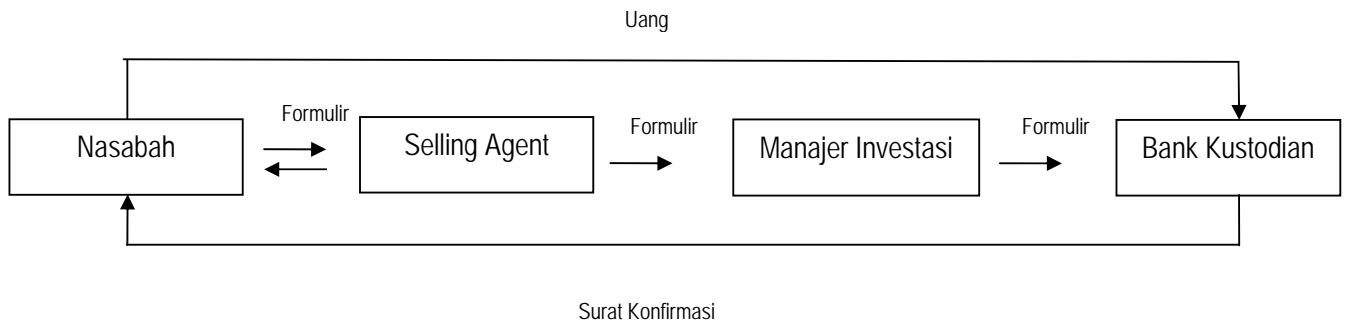 Uang
Formulir
Formulir
Formulir
Nasabah
Selling Agent
Manajer Investasi
Bank Kustodian
Surat Konfirmasi